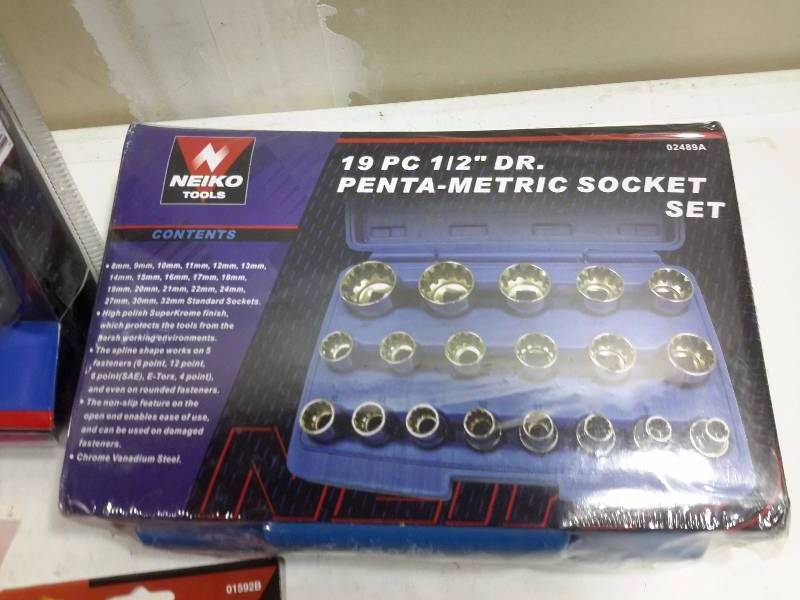 02489A
NEIKO
TOOLS
19 PC 1/2" DR.
PENTA-METRIC SOCKET
SET
CONTENTS
• 8mm, 9mm, 10mm, 11mm, 12mm, 13mm,
14mm, 15mm, 16mm, 17mm, 18mm,
19mm, 20mm, 21mm, 22mm, 24mm,
27mm, 30mm, 32mm Standard Sockets.
• High polish SuperKrome finish,
which protects the tools from the
harsh working environments.
• The spline shape works on 5
fasteners (6 point, 12 point,
6 point(SAE), E-Torx, 4 point),
and even on rounded fasteners.
• The non-slip feature on the
open end enables ease of use,
and can be used on damaged
fasteners.
• Chrome Vanadium Steel.
01592B